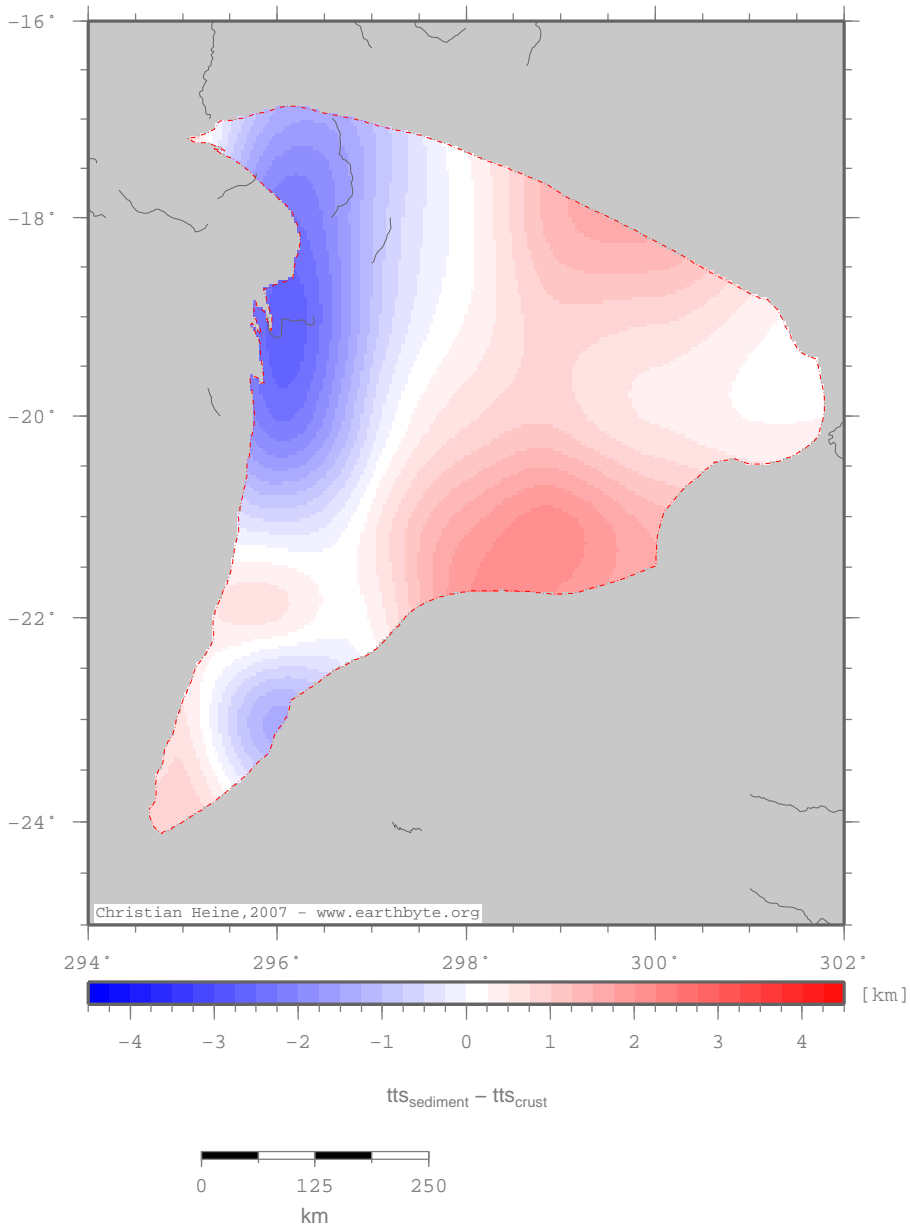 −16°
−18°
−20°
−22°
−24°
Christian Heine,2007 − www.earthbyte.org
294° 296° 298° 300° 302°
[km]
−4 −3 −2 −1 0 1 2 3 4
tts_sediment − tts_crust
0 125 250
km